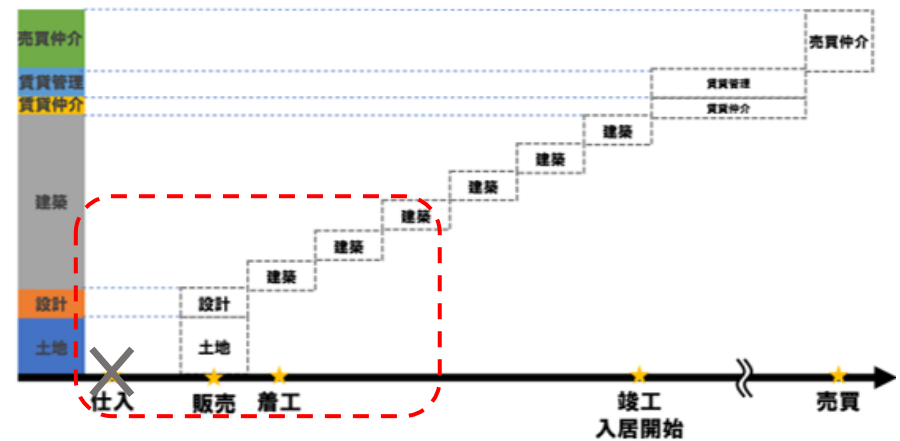 売買仲介
売買仲介
賃貸管理
賃貸管理
賃貸仲介
賃貸仲介
建築
建築
建築
建築
建築
建築
建築
設計
設計
土地
土地
仕入
販売
着工
竣工
入居開始
売買